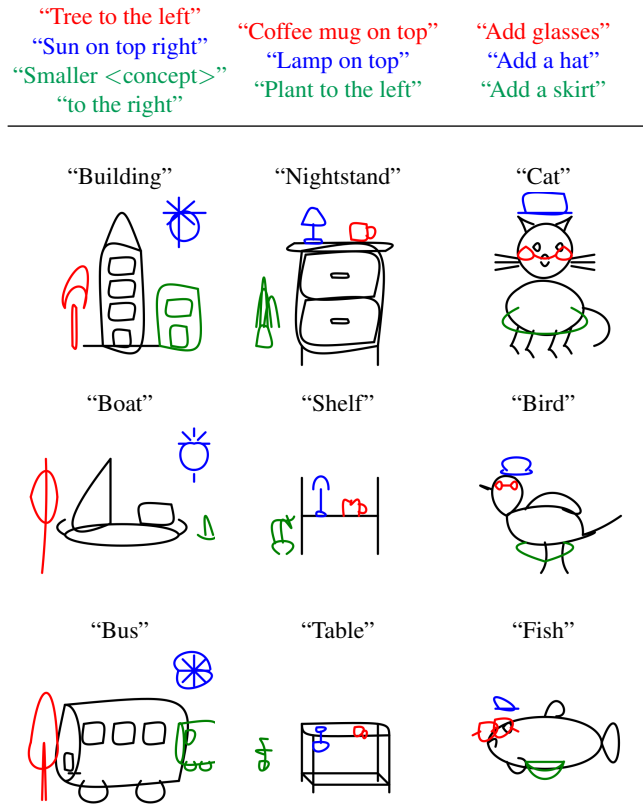 “Tree to the left”
“Sun on top right”
“Smaller <concept>”
“to the right”
“Coffee mug on top”
“Lamp on top”
“Plant to the left”
“Add glasses”
“Add a hat”
“Add a skirt”
“Building”
“Nightstand”
“Cat”
“Boat”
“Shelf”
“Bird”
“Bus”
“Table”
“Fish”